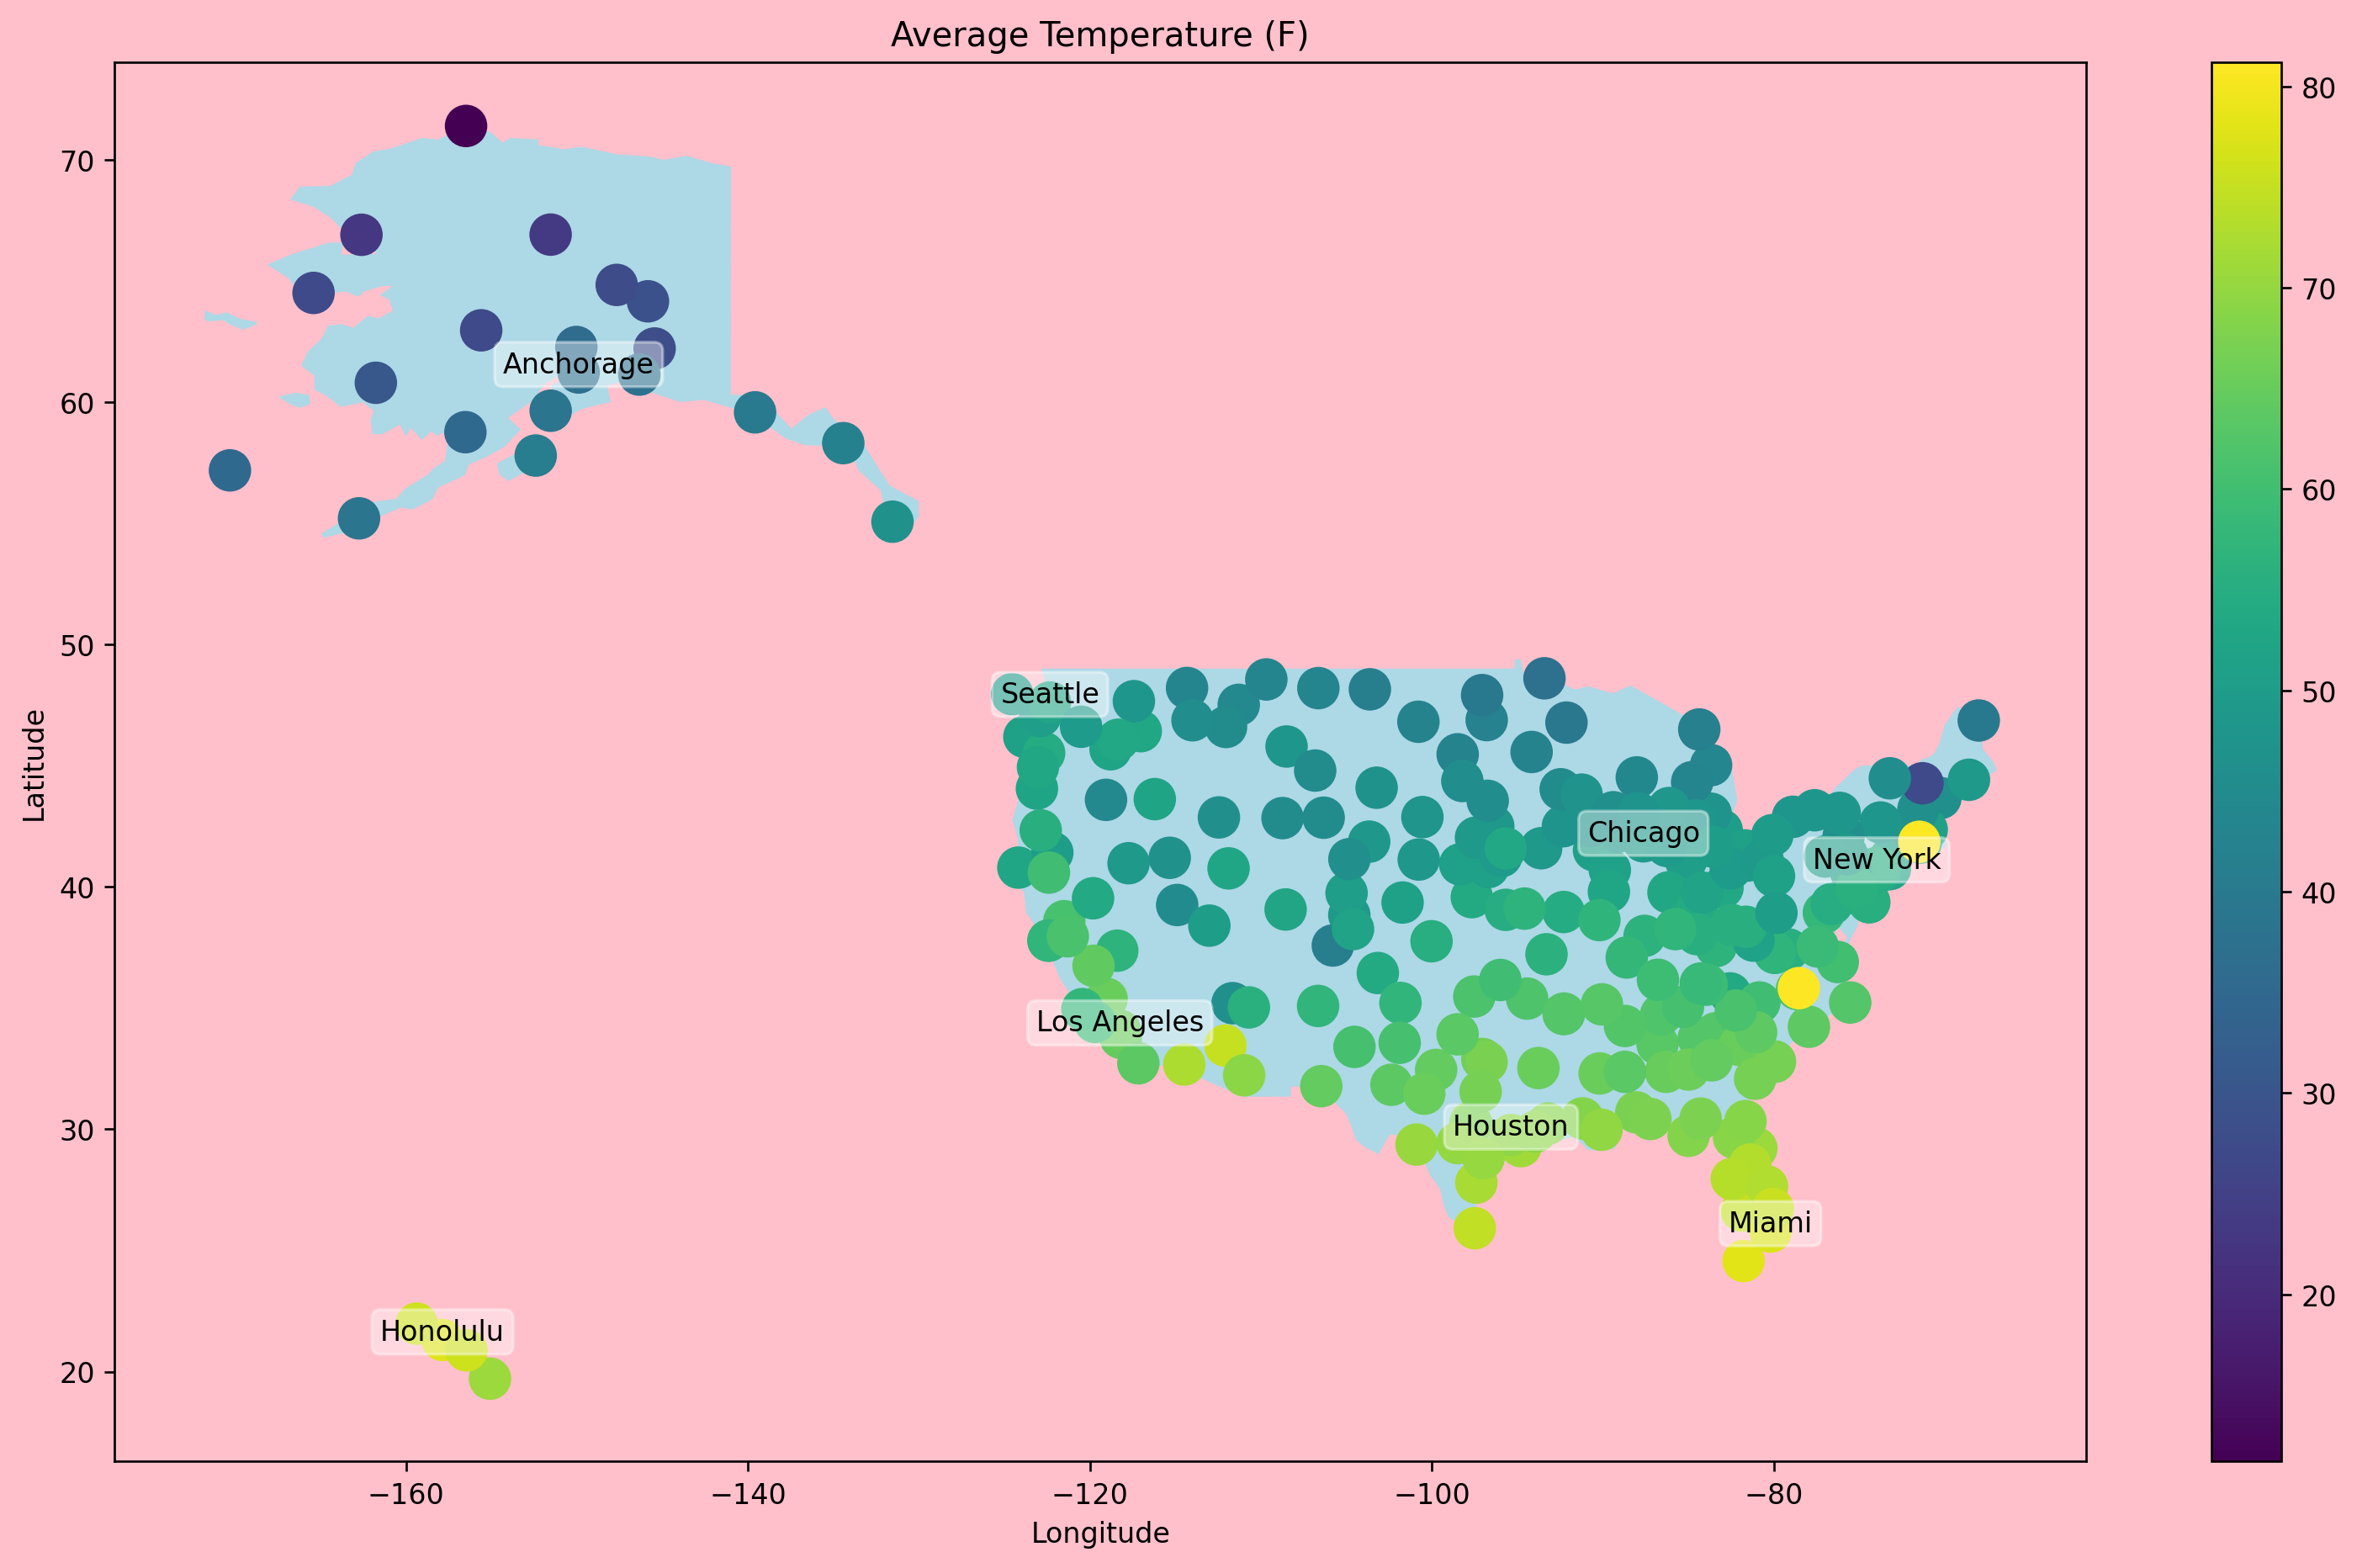 Average Temperature (F)
80
70
70
60
60
50
50
40
40
30
30
20
20
Anchorage
Seattle
Chicago
New York
Los Angeles
Houston
Miami
Honolulu
−160
−140
−120
−100
−80
Longitude
Latitude